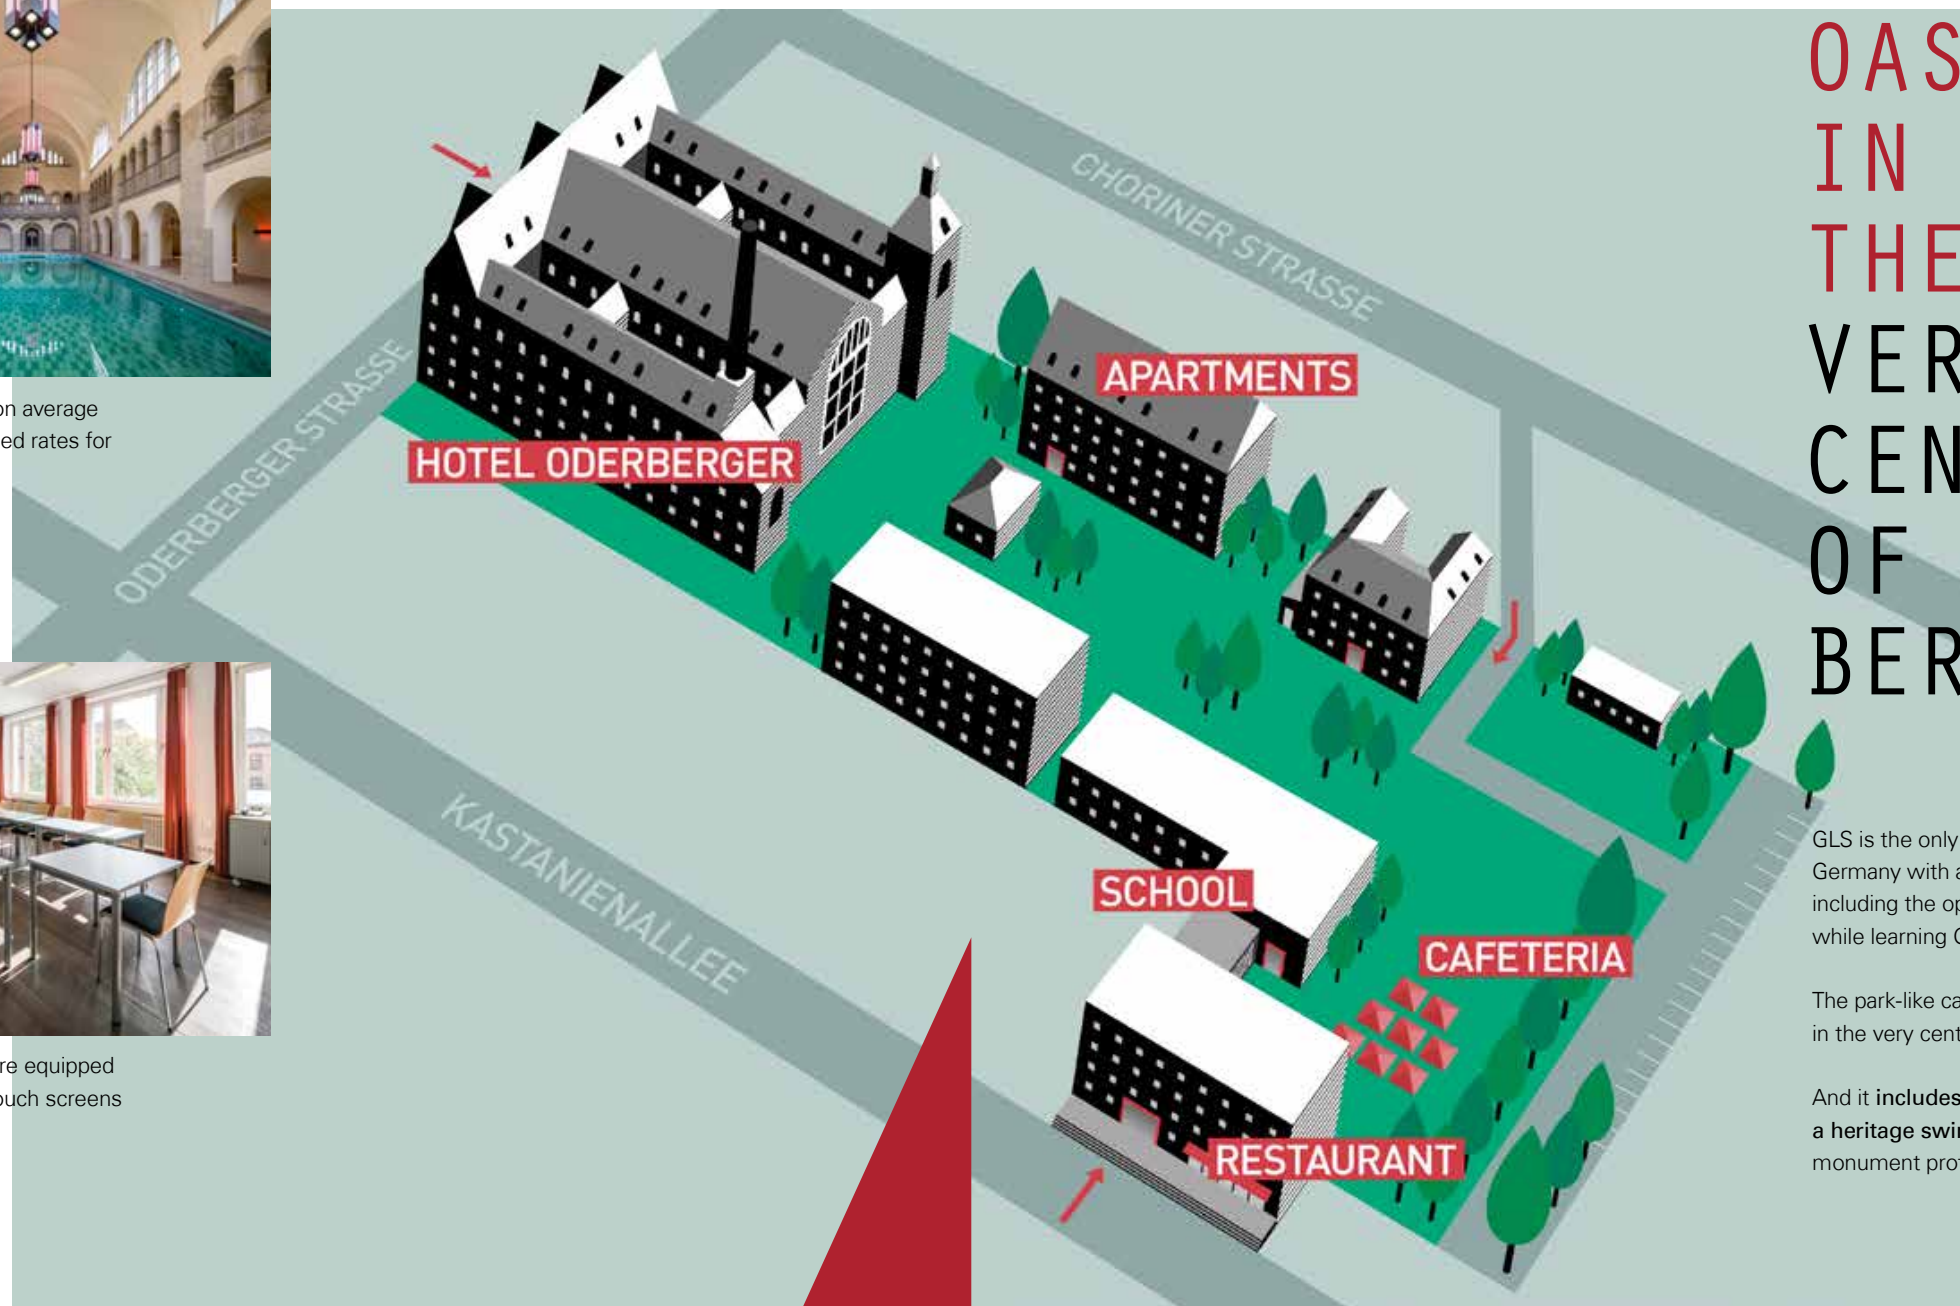 on average
ed rates for
re equipped
ouch screens
CHORINER STRASSE
APARTMENTS
HOTEL ODERBERGER
ODERBERGER STRASSE
KASTANIENALLEE
SCHOOL
CAFETERIA
RESTAURANT
OAS
IN
THE
VER
CEN
OF
BER
GLS is the only
Germany with a
including the op
while learning G
The park-like ca
in the very cent
And it includes
a heritage swi
monument pro